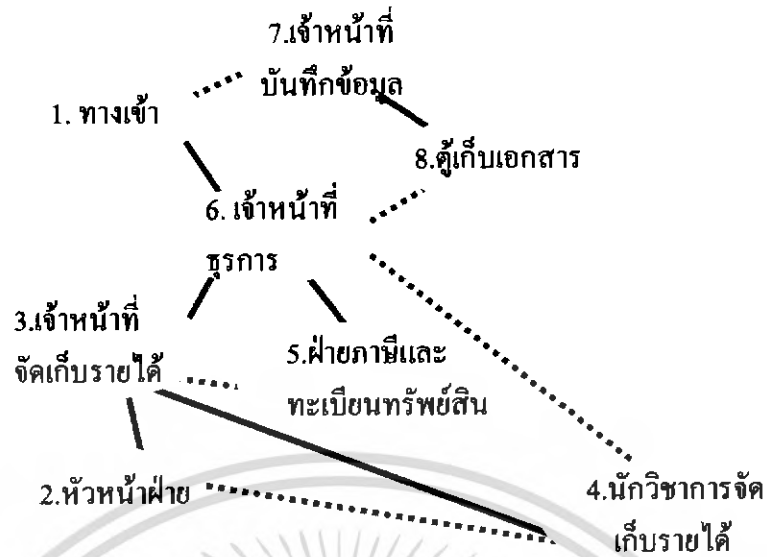 7.เจ้าหน้าที่
บันทึกข้อมูล
1. ทางเข้า
8.ตู้เก็บเอกสาร
6. เจ้าหน้าที่
ธุรการ
3.เจ้าหน้าที่
จัดเก็บรายได้
5.ฝ่ายภาษีและ
ทะเบียนทรัพย์สิน
2.หัวหน้าฝ่าย
4.นักวิชาการจัด
เก็บรายได้